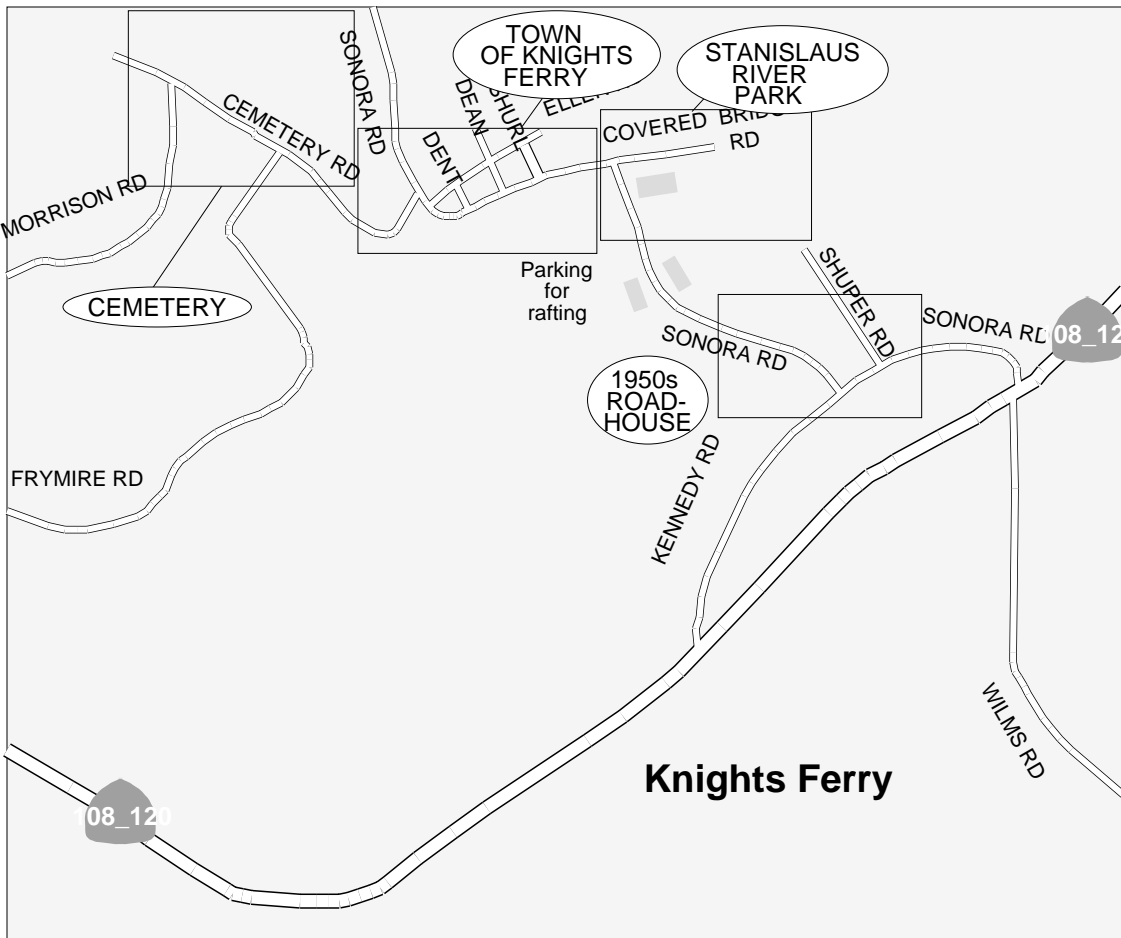 TOWN
OF KNIGHTS
FERRY
STANISLAUS
RIVER
PARK
SONORA RD
CEMETERY RD
DEAN
SHURL
DENT
COVERED
RD
MORRISON RD
CEMETERY
Parking
for
rafting
SHUPER RD
SONORA RD
SONORA RD
1950s
ROAD-
HOUSE
KENNEDY RD
FRYMIRE RD
WILMS RD
Knights Ferry
108_120